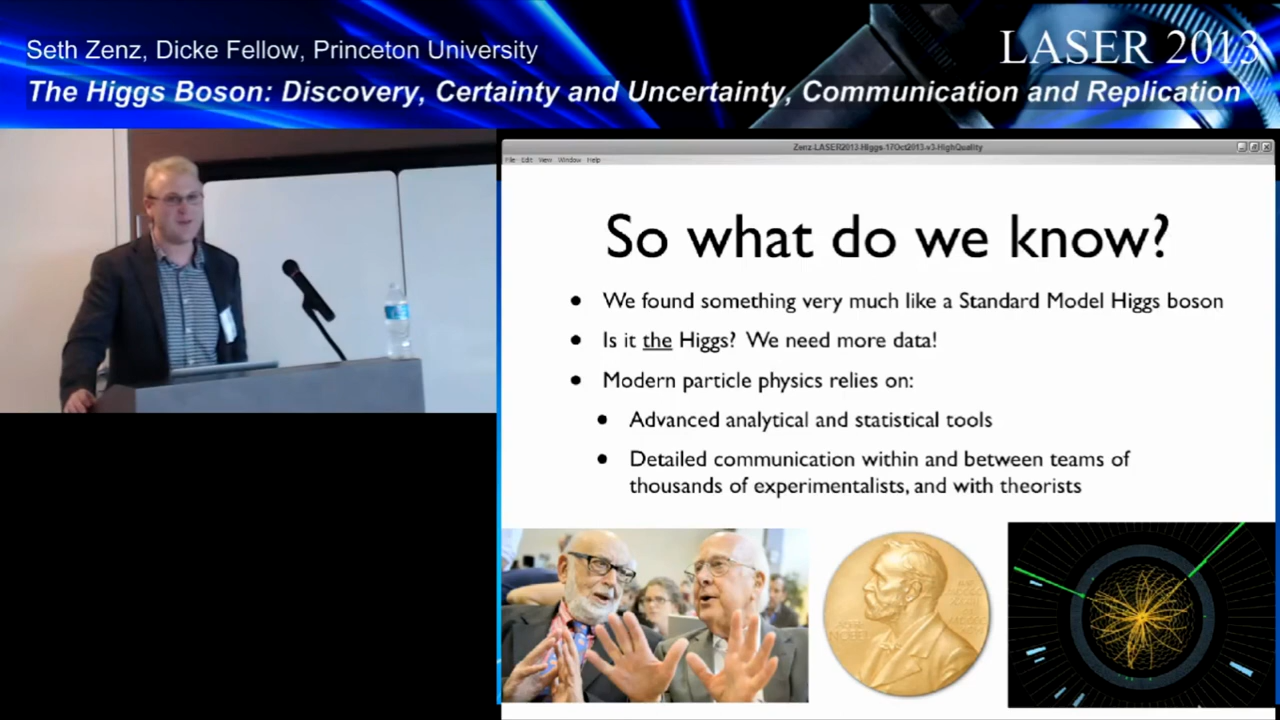 Seth Zenz, Dicke Fellow, Princeton University
LASER 2013
The Higgs Boson: Discovery, Certainty and Uncertainty, Communication and Replication
Zenz-LASER2013-Higgs-17Oct2013-v3-HighQuality
File Edit View Window Help
So what do we know?
• We found something very much like a Standard Model Higgs boson
• Is it the Higgs? We need more data!
• Modern particle physics relies on:
• Advanced analytical and statistical tools
• Detailed communication within and between teams of
thousands of experimentalists, and with theorists